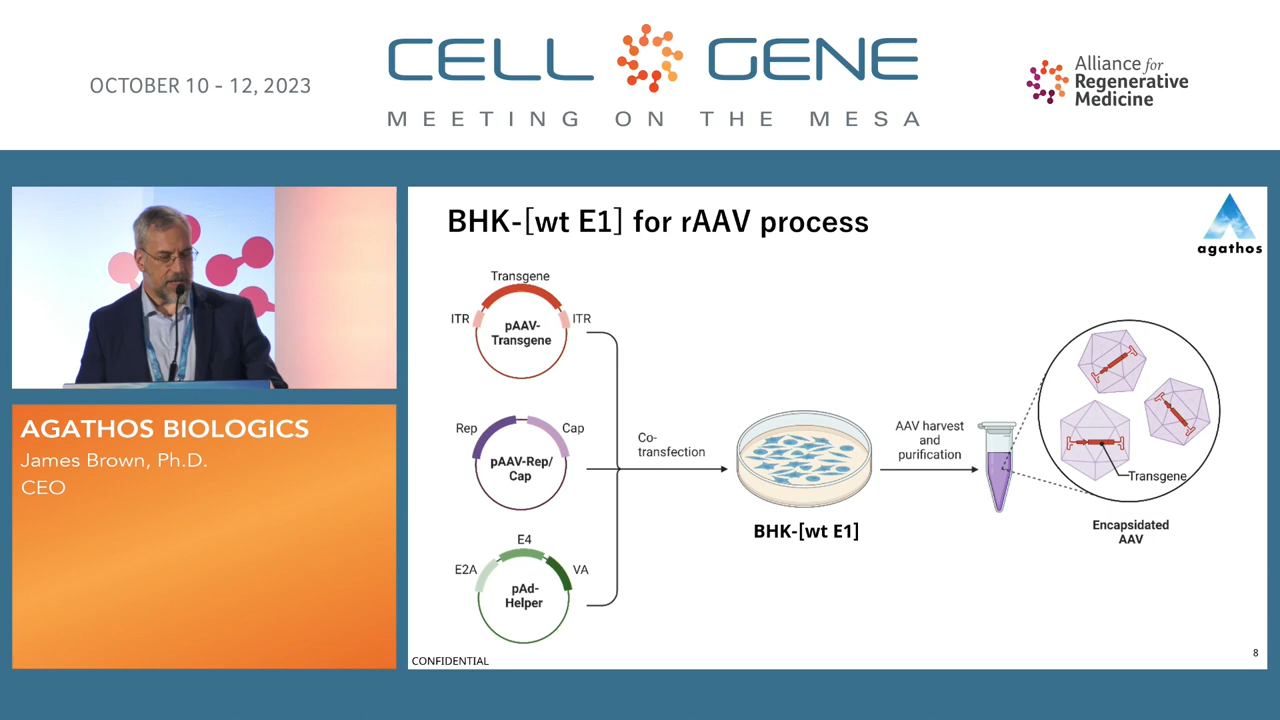 OCTOBER 10 - 12, 2023
CELL GENE
MEETING ON THE MESA
Alliance for
Regenerative
Medicine
AGATHOS BIOLOGICS
James Brown, Ph.D.
CEO
BHK-[wt E1] for rAAV process
agathos
Transgene
ITR
ITR
pAAV-
Transgene
Rep
Cap
pAAV-Rep/
Cap
E4
E2A
VA
pAd-
Helper
Co-
transfection
BHK-[wt E1]
AAV harvest
and
purification
Transgene
Encapsidated
AAV
CONFIDENTIAL
8